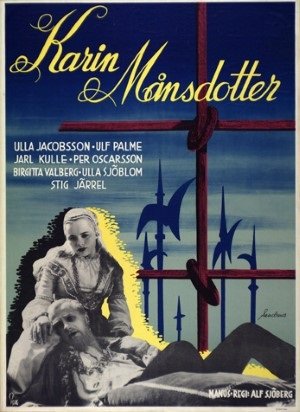 Karin
Månsdotter
ULLA JACOBSSON · ULF PALME
JARL KULLE · PER OSCARSSON
BIRGITTA VALBERG · ULLA SJÖBLOM
STIG JÄRREL
MANUS · REGI: ALF SJÖBERG